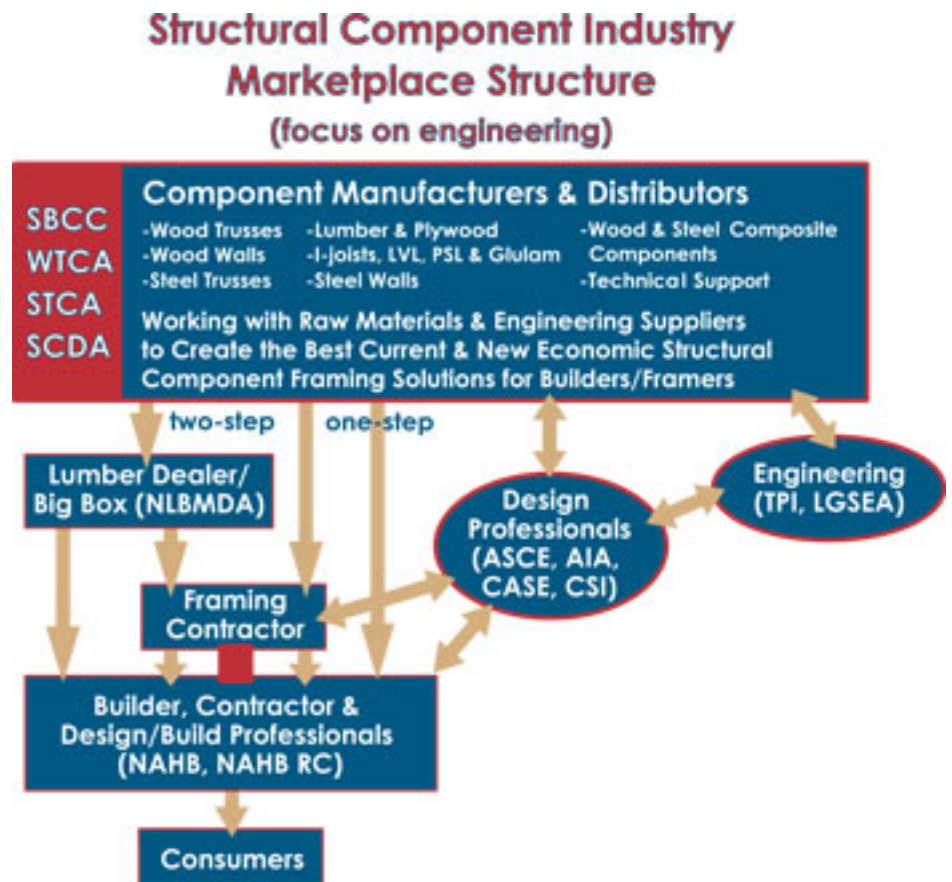 Structural Component Industry
Marketplace Structure
(focus on engineering)
SBCC
WTCA
STCA
SCDA
Component Manufacturers & Distributors
-Wood Trusses
-Wood Walls
-Steel Trusses
-Lumber & Plywood
-I-joists, LVL, PSL & Glulam
-Steel Walls
-Wood & Steel Composite
Components
-Technical Support
Working with Raw Materials & Engineering Suppliers
to Create the Best Current & New Economic Structural
Component Framing Solutions for Builders/Framers
two-step
one-step
Lumber Dealer/
Big Box (NLBMDA)
Design
Professionals
(ASCE, AIA,
CASE, CSI)
Engineering
(TPI, LGSEA)
Framing
Contractor
Builder, Contractor &
Design/Build Professionals
(NAHB, NAHB RC)
Consumers